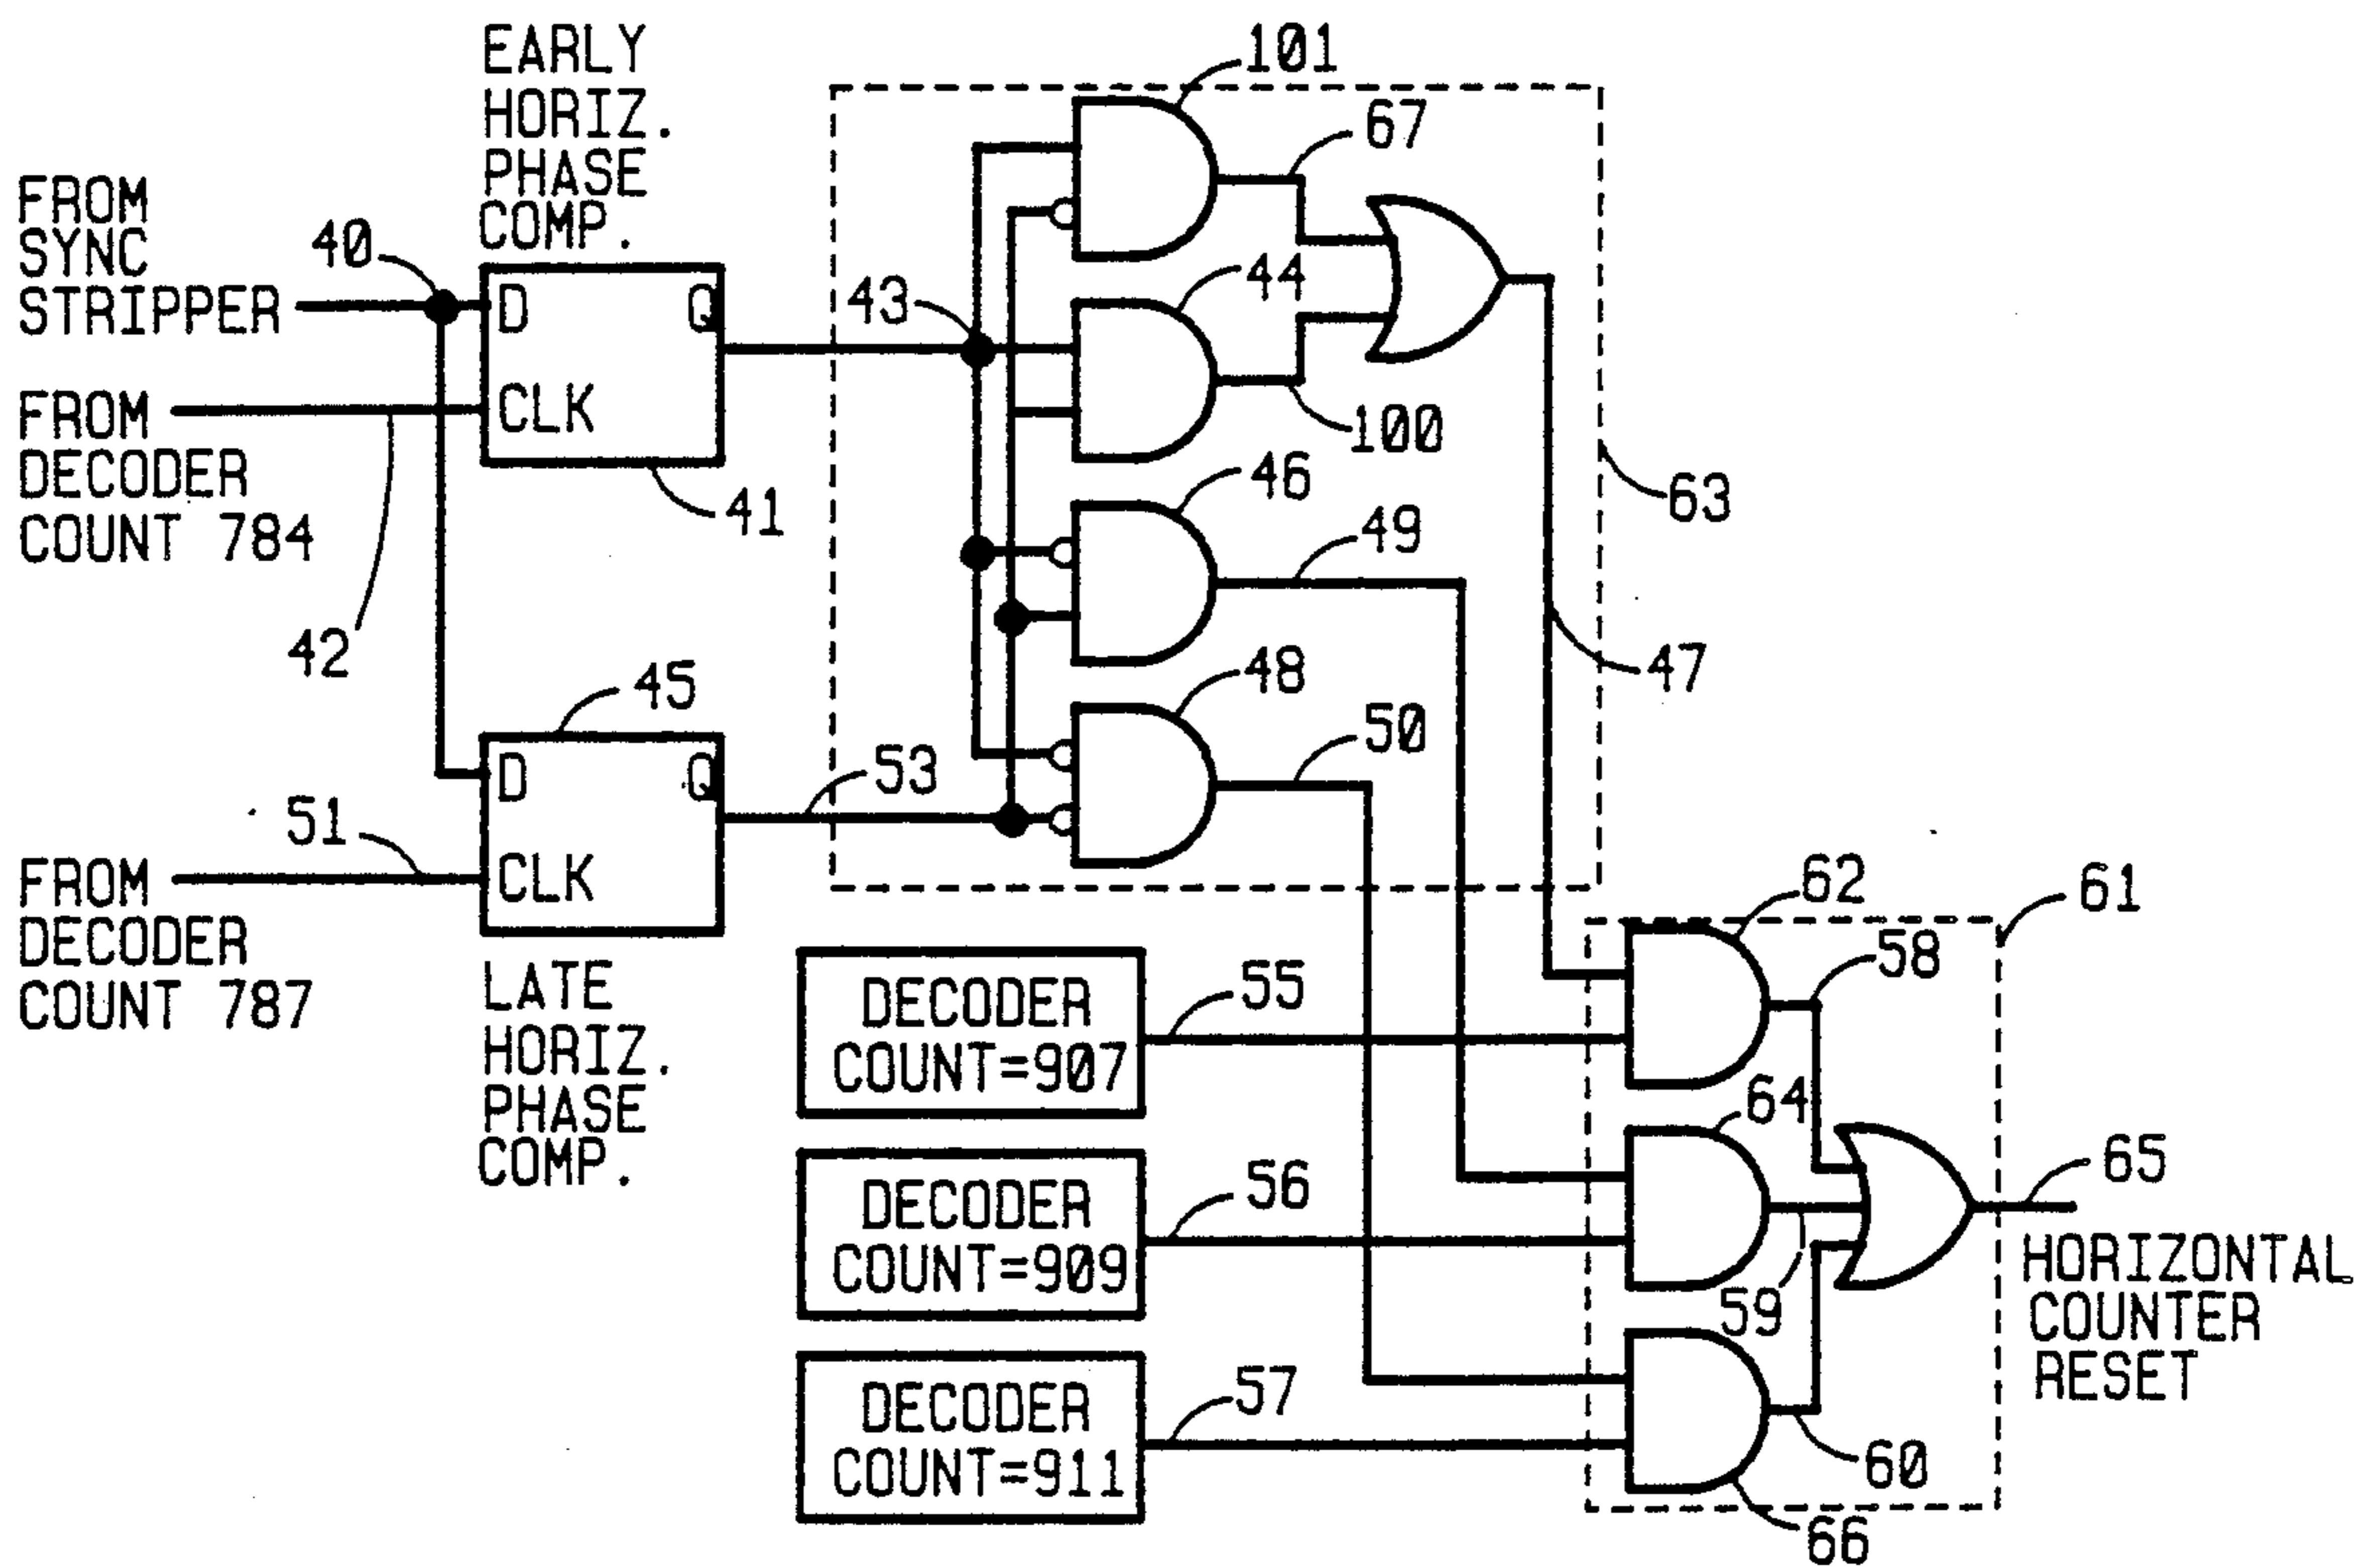 EARLY
HORIZ.
PHASE
COMP.
101
67
FROM
SYNC
STRIPPER
40
D
Q
CLK
43
44
100
FROM
DECODER
COUNT 784
42
41
46
49
63
47
45
48
50
53
D
Q
CLK
51
FROM
DECODER
COUNT 787
LATE
HORIZ.
PHASE
COMP.
62
61
58
DECODER
COUNT=907
55
64
DECODER
COUNT=909
56
59
65
HORIZONTAL
COUNTER
RESET
DECODER
COUNT=911
57
60
66